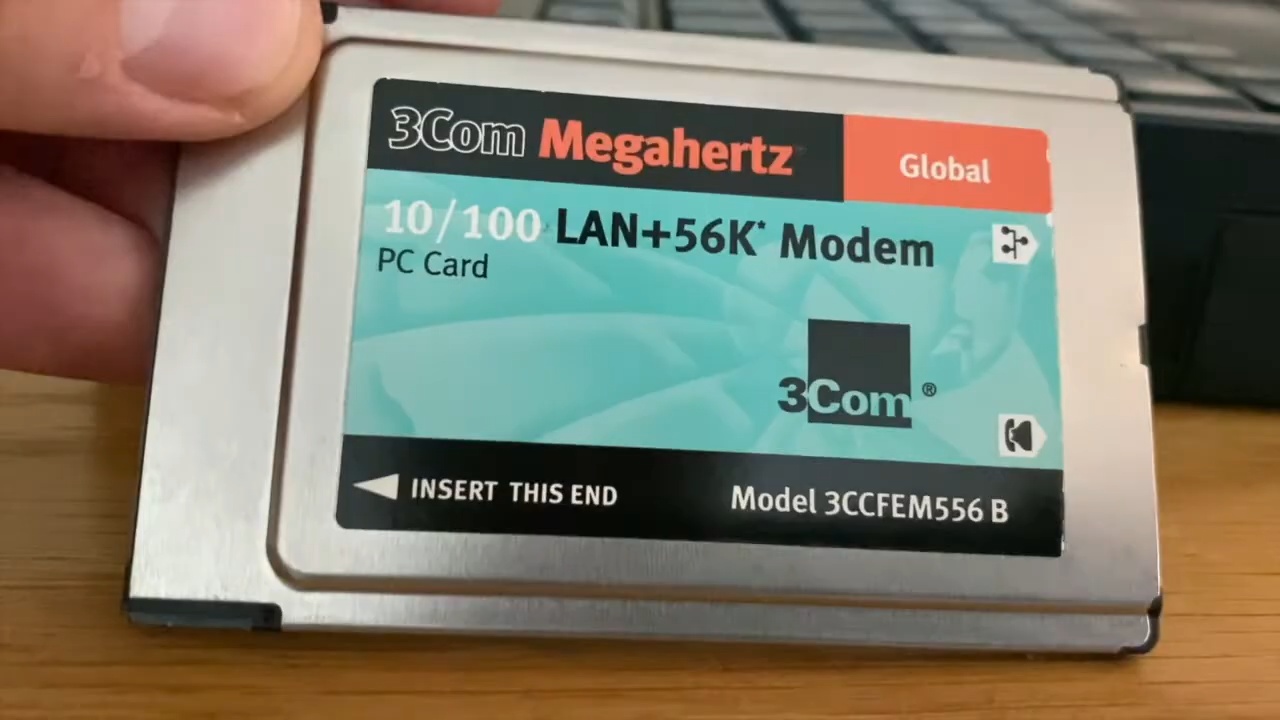 3Com Megahertz Global
10/100 LAN+56K* Modem
PC Card
3Com ®
INSERT THIS END Model 3CCFEM556 B